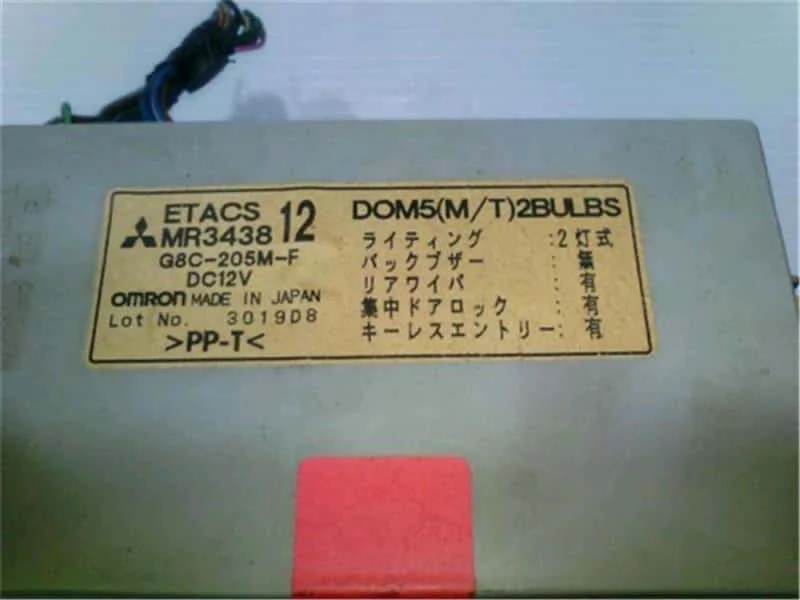 ETACS 12
MR3438
G8C-205M-F
DC12V
omron MADE IN JAPAN
Lot No. 3019D8
>PP-T<
DOM5(M/T)2BULBS
ライティング :2灯式
バックブザー : 無
リアワイパ : 有
集中ドアロック : 有
キーレスエントリー: 有